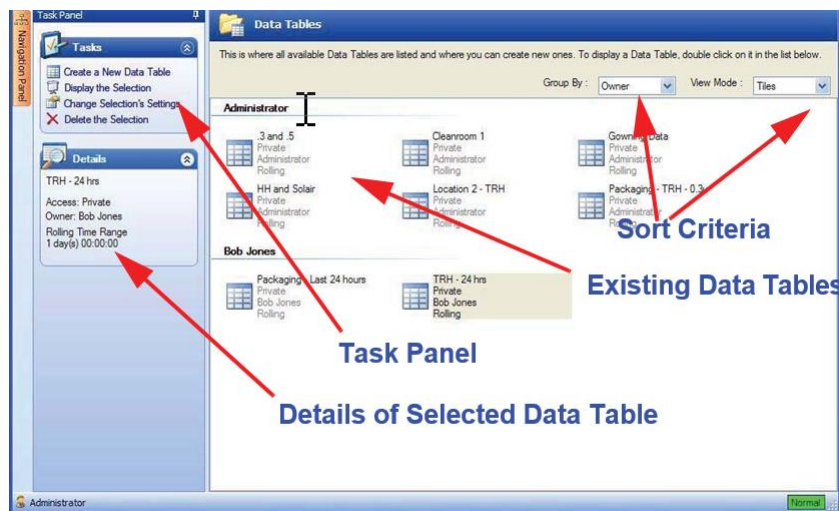 Task Panel
Navigation Panel
Tasks
Create a New Data Table
Display the Selection
Change Selection's Settings
Delete the Selection
Details
TRH - 24 hrs
Access: Private
Owner: Bob Jones
Rolling Time Range
1 day(s) 00:00:00
Data Tables
This is where all available Data Tables are listed and where you can create new ones. To display a Data Table, double click on it in the list below.
Group By : Owner View Mode : Tiles
Administrator
.3 and .5
Private
Administrator
Rolling
Cleanroom 1
Private
Administrator
Rolling
Gowning Data
Private
Administrator
Rolling
HH and Solair
Private
Administrator
Rolling
Location 2 - TRH
Private
Administrator
Rolling
Packaging - TRH - 0.3
Private
Administrator
Rolling
Bob Jones
Packaging - Last 24 hours
Private
Bob Jones
Rolling
TRH - 24 hrs
Private
Bob Jones
Rolling
Sort Criteria
Existing Data Tables
Task Panel
Details of Selected Data Table
Administrator
Normal